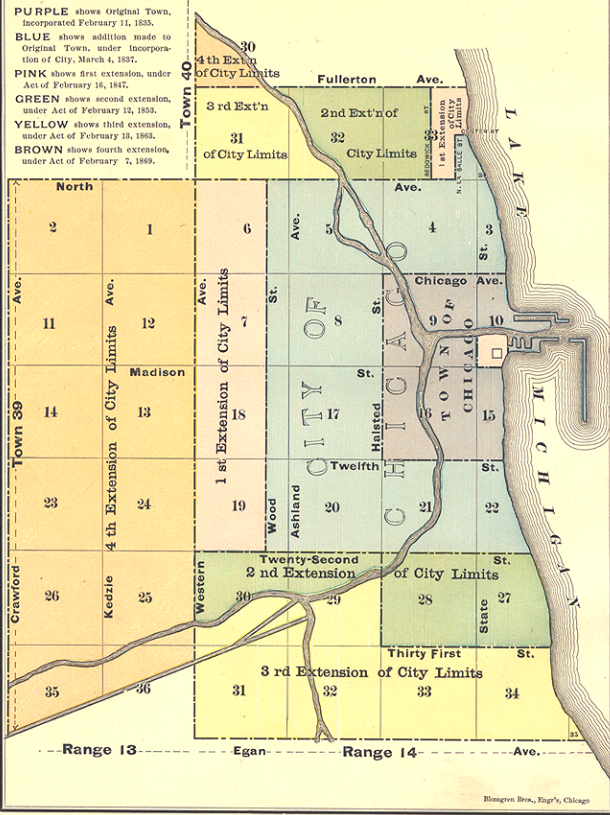 PURPLE shows Original Town,
incorporated February 11, 1835.
BLUE shows addition made to
Original Town, under incorpora-
tion of City, March 4, 1837.
PINK shows first extension, under
Act of February 16, 1847.
GREEN shows second extension,
under Act of February 12, 1853.
YELLOW shows third extension,
under Act of February 13, 1863.
BROWN shows fourth extension,
under Act of February 7, 1869.
Town 40
30
4th Ext'n
of City Limits
Fullerton Ave.
3rd Ext'n
31
of City Limits
2nd Ext'n of
32
City Limits
SEDGWICK ST
33
1st Extension
of City
Limits
CENTER ST
N. LA SALLE ST
LAKE
MICHIGAN
North Ave.
2
1
6
5
4
3
Ave.
St.
Chicago Ave.
Ave.
Ave.
Ave.
St.
St.
11
12
7
8
9
10
Madison St.
14
13
18
17
16
15
Town 39
4th Extension of City Limits
1st Extension of City Limits
CITY OF
CHICAGO
TOWN OF
CHICAGO
Halsted
Twelfth St.
23
24
19
20
21
22
Wood
Ashland
Twenty-Second St.
2nd Extension of City Limits
Crawford
26
Kedzie
25
Western
30
29
28
State
27
Thirty First St.
3rd Extension of City Limits
35
36
31
32
33
34
35
Range 13
Egan
Range 14
Ave.
Blomgren Bros., Engr's, Chicago